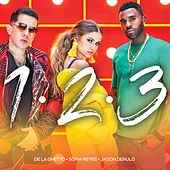 1.2.3
DE LA GHETTO • SOFIA REYES • JASON DERULO